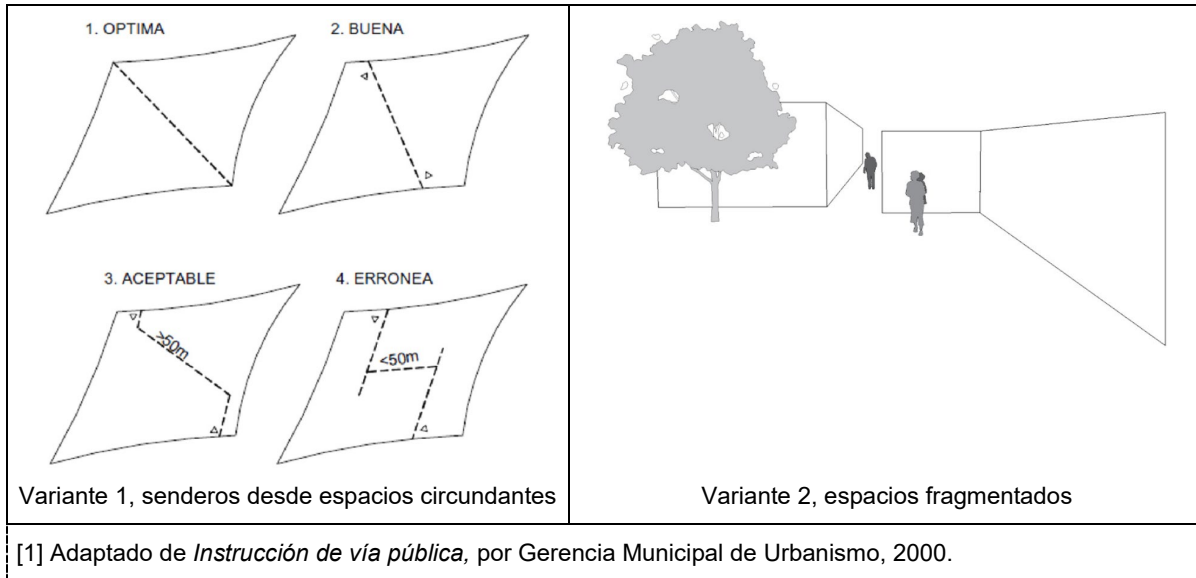 1. OPTIMA
2. BUENA
3. ACEPTABLE
4. ERRONEA
>50m
<50m
Variante 1, senderos desde espacios circundantes
Variante 2, espacios fragmentados
[1] Adaptado de Instrucción de vía pública, por Gerencia Municipal de Urbanismo, 2000.